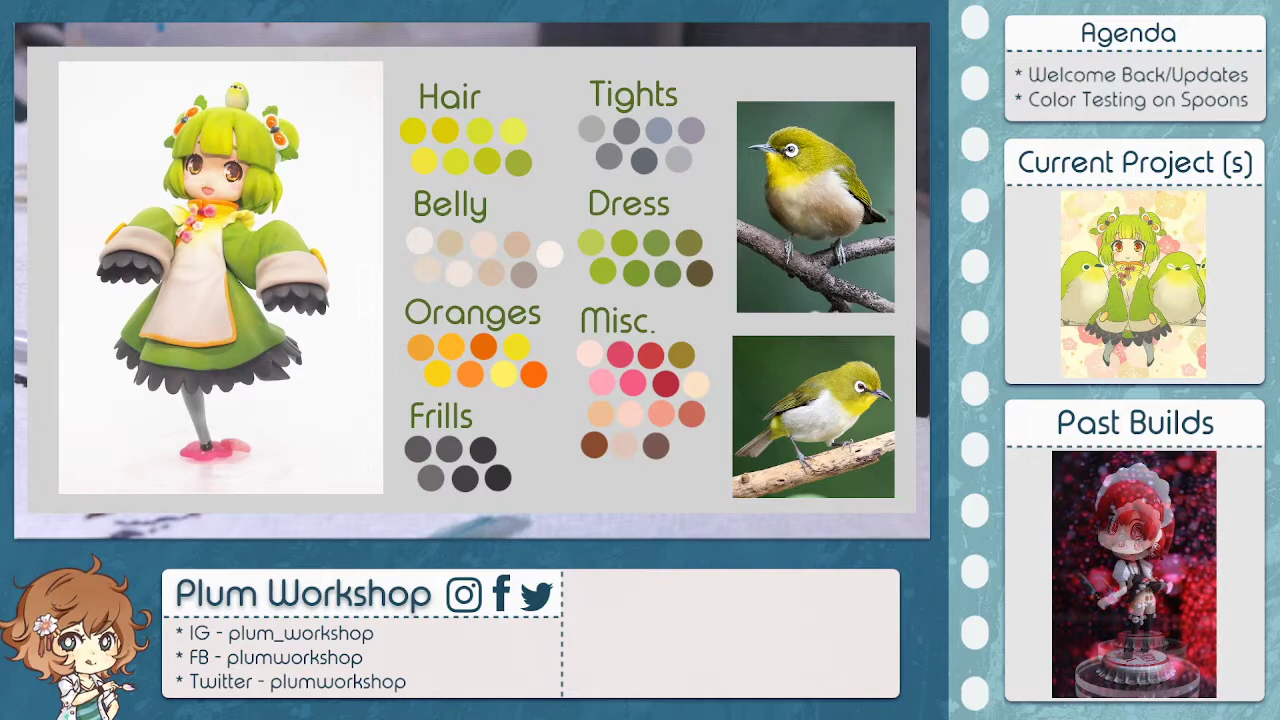 Hair
Tights
Belly
Dress
Oranges
Misc.
Frills
Agenda
* Welcome Back/Updates
* Color Testing on Spoons
Current Project (s)
Past Builds
Plum Workshop
* IG - plum_workshop
* FB - plumworkshop
* Twitter - plumworkshop